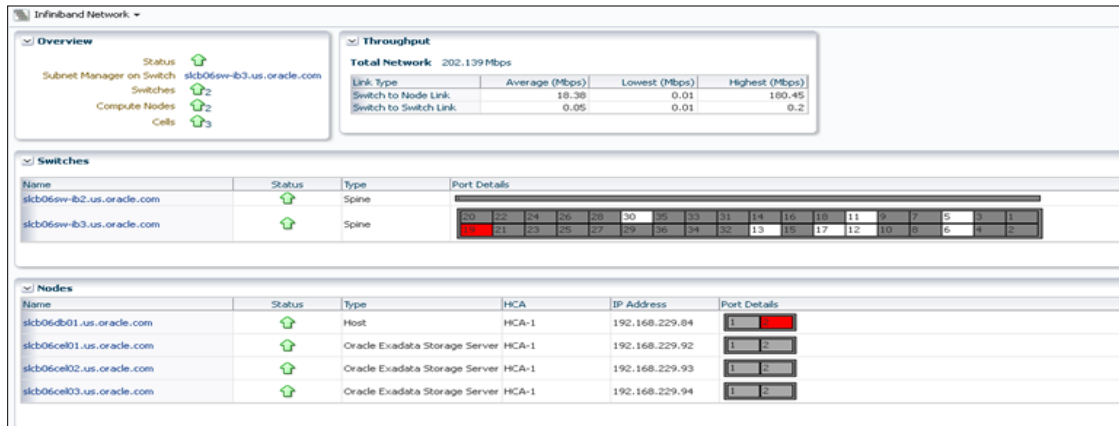 Infiniband Network
Overview
Status
Subnet Manager on Switch slcb06sw-ib3.us.oracle.com
Switches 2
Compute Nodes 2
Cells 3
Throughput
Total Network 202.139 Mbps
Link Type Average (Mbps) Lowest (Mbps) Highest (Mbps)
Switch to Node Link 18.38 0.01 180.45
Switch to Switch Link 0.05 0.01 0.2
Switches
Name Status Type Port Details
slcb06sw-ib2.us.oracle.com Spine
slcb06sw-ib3.us.oracle.com Spine
20 22 24 26 28 30 35 33 31 14 16 18 11 9 7 5 3 1
19 21 23 25 27 29 36 34 32 13 15 17 12 10 8 6 4 2
Nodes
Name Status Type HCA IP Address Port Details
slcb06db01.us.oracle.com Host HCA-1 192.168.229.84 1 2
slcb06cel01.us.oracle.com Oracle Exadata Storage Server HCA-1 192.168.229.92 1 2
slcb06cel02.us.oracle.com Oracle Exadata Storage Server HCA-1 192.168.229.93 1 2
slcb06cel03.us.oracle.com Oracle Exadata Storage Server HCA-1 192.168.229.94 1 2